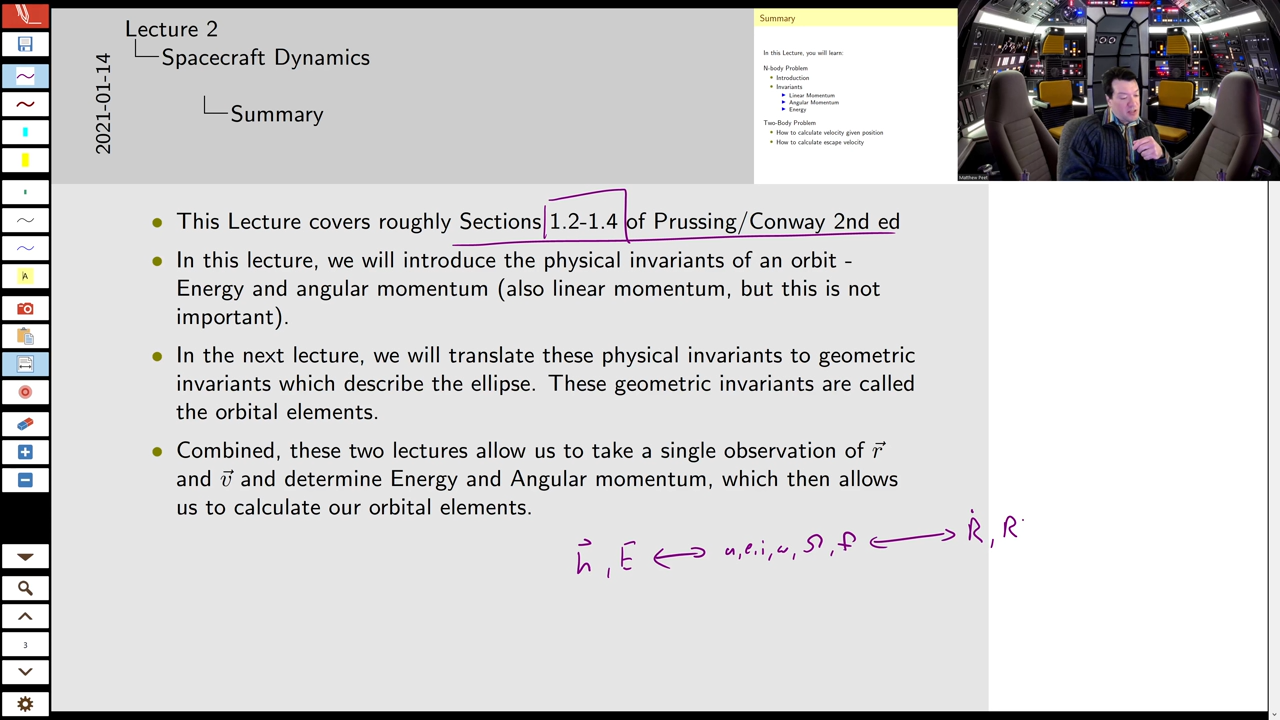 Lecture 2
Spacecraft Dynamics
Summary
2021-01-14
Summary
In this Lecture, you will learn:
N-body Problem
Introduction
Invariants
Linear Momentum
Angular Momentum
Energy
Two-Body Problem
How to calculate velocity given position
How to calculate escape velocity
Matthew Peet
• This Lecture covers roughly Sections 1.2-1.4 of Prussing/Conway 2nd ed
• In this lecture, we will introduce the physical invariants of an orbit -
Energy and angular momentum (also linear momentum, but this is not
important).
• In the next lecture, we will translate these physical invariants to geometric
invariants which describe the ellipse. These geometric invariants are called
the orbital elements.
• Combined, these two lectures allow us to take a single observation of r⃗
and v⃗ and determine Energy and Angular momentum, which then allows
us to calculate our orbital elements.
h⃗, E ↔ a,e,i,ω,Ω,f ↔ Ṙ, R
A
3